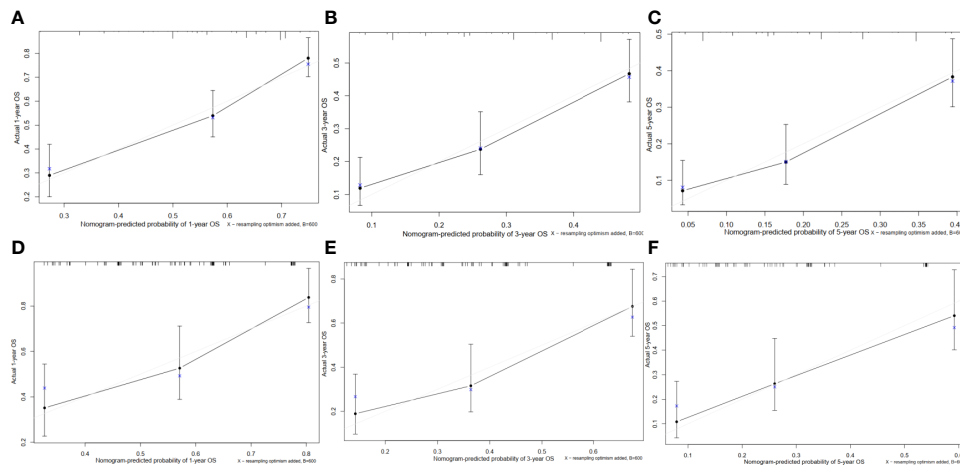 A
Actual 1-year OS
0.2 0.3 0.4 0.5 0.6 0.7 0.8
0.3 0.4 0.5 0.6 0.7
Nomogram-predicted probability of 1-year OS
X − resampling optimism added, B=600
B
Actual 3-year OS
0.1 0.2 0.3 0.4 0.5
0.1 0.2 0.3 0.4 0.5
Nomogram-predicted probability of 3-year OS
X − resampling optimism added, B=600
C
Actual 5-year OS
0.1 0.2 0.3 0.4 0.5
0.05 0.10 0.15 0.20 0.25 0.30 0.35 0.40
Nomogram-predicted probability of 5-year OS
X − resampling optimism added, B=600
D
Actual 1-year OS
0.2 0.4 0.6 0.8
0.4 0.5 0.6 0.7 0.8
Nomogram-predicted probability of 1-year OS
X − resampling optimism added, B=600
E
Actual 3-year OS
0.2 0.4 0.6 0.8
0.2 0.3 0.4 0.5 0.6
Nomogram-predicted probability of 3-year OS
X − resampling optimism added, B=600
F
Actual 5-year OS
0.1 0.2 0.3 0.4 0.5 0.6 0.7
0.1 0.2 0.3 0.4 0.5 0.6
Nomogram-predicted probability of 5-year OS
X − resampling optimism added, B=600